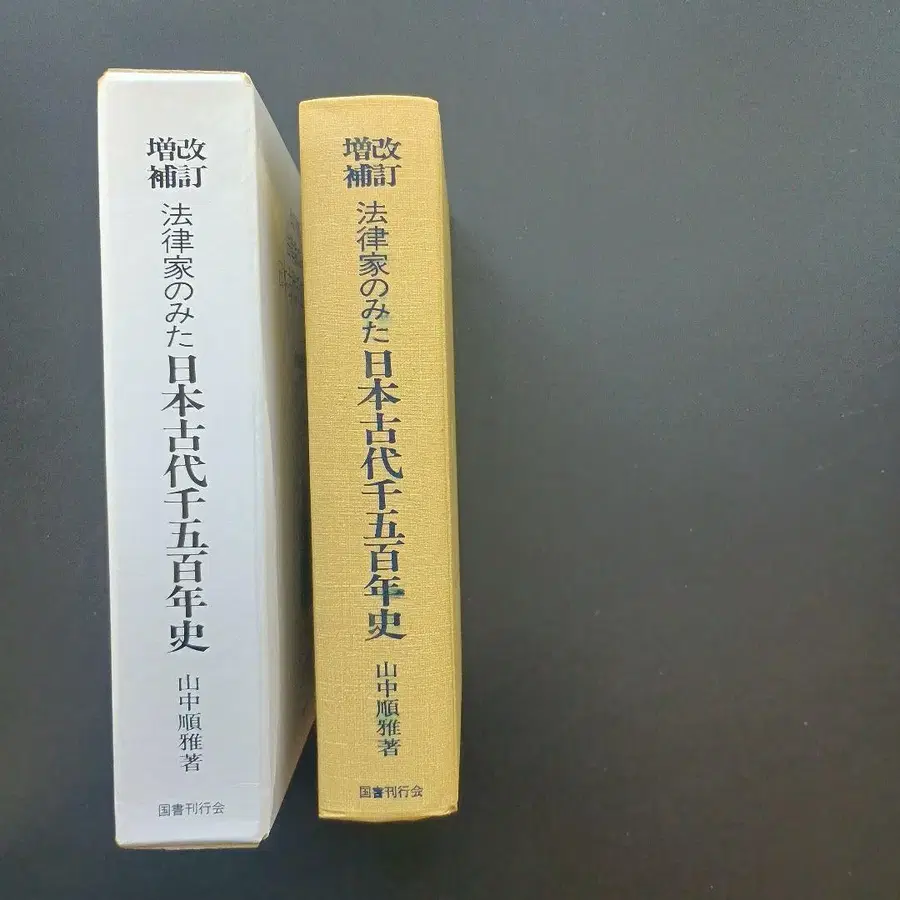 改訂
増補
法律家のみた
日本古代千五百年史
山中順雅著
国書刊行会
改訂
増補
法律家のみた
日本古代千五百年史
山中順雅著
国書刊行会